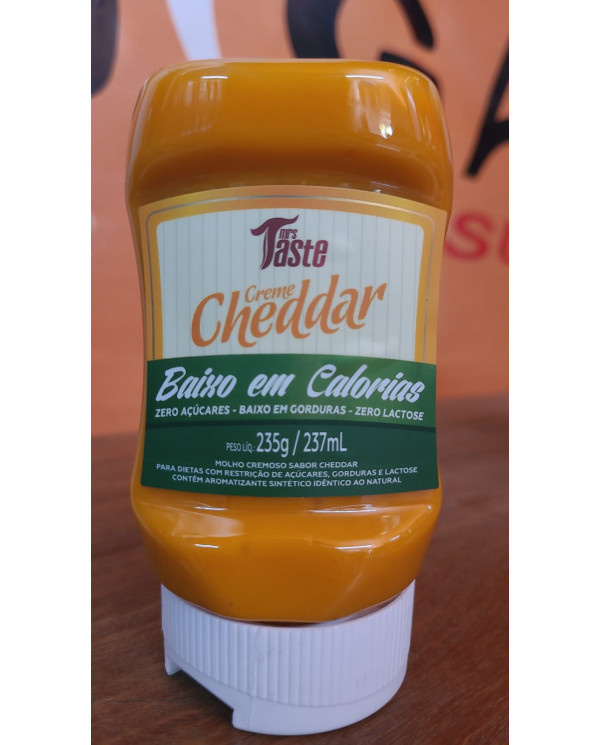 mrs
Taste
Creme
Cheddar
Baixo em Calorias
ZERO AÇÚCARES - BAIXO EM GORDURAS - ZERO LACTOSE
PESO LÍQ.: 235g / 237mL
MOLHO CREMOSO SABOR CHEDDAR
PARA DIETAS COM RESTRIÇÃO DE AÇÚCARES, GORDURAS E LACTOSE
CONTÉM AROMATIZANTE SINTÉTICO IDÊNTICO AO NATURAL